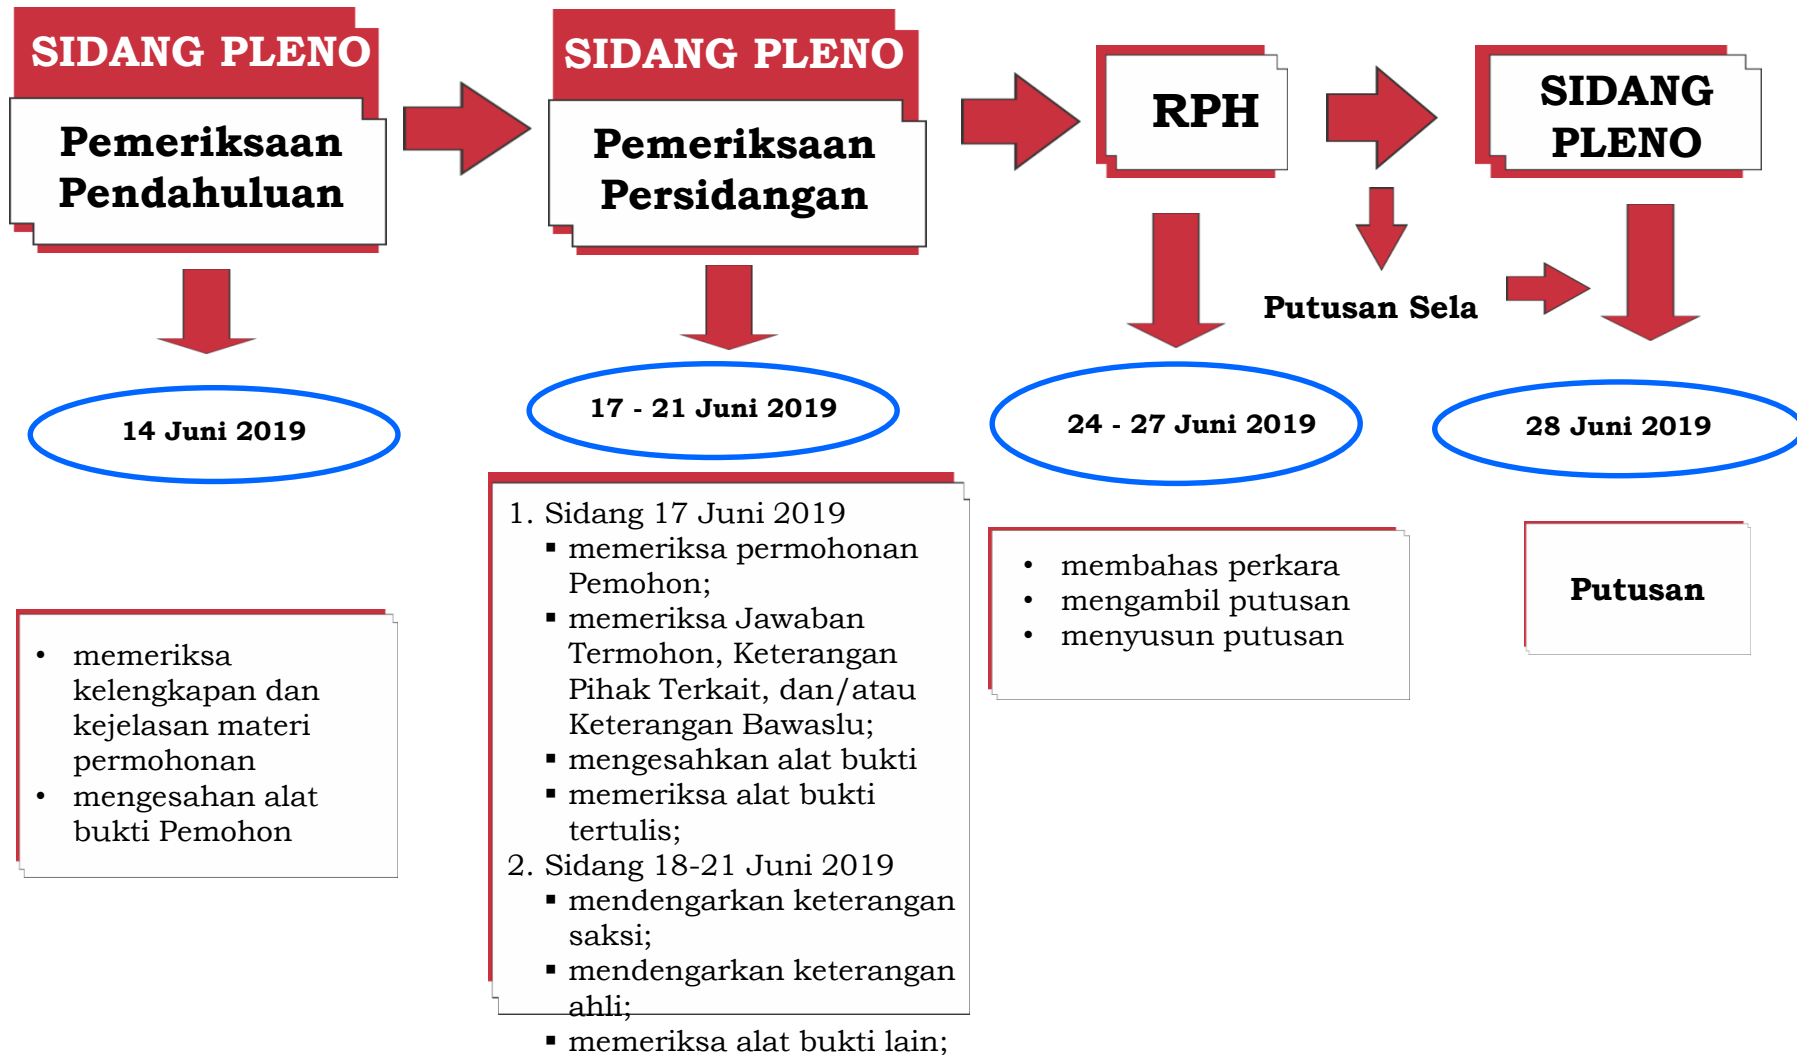 SIDANG PLENO
Pemeriksaan
Pendahuluan
14 Juni 2019
• memeriksa
kelengkapan dan
kejelasan materi
permohonan
• mengesahan alat
bukti Pemohon
SIDANG PLENO
Pemeriksaan
Persidangan
17 - 21 Juni 2019
1. Sidang 17 Juni 2019
▪ memeriksa permohonan
Pemohon;
▪ memeriksa Jawaban
Termohon, Keterangan
Pihak Terkait, dan/atau
Keterangan Bawaslu;
▪ mengesahkan alat bukti
▪ memeriksa alat bukti
tertulis;
2. Sidang 18-21 Juni 2019
▪ mendengarkan keterangan
saksi;
▪ mendengarkan keterangan
ahli;
▪ memeriksa alat bukti lain;
RPH
24 - 27 Juni 2019
• membahas perkara
• mengambil putusan
• menyusun putusan
Putusan Sela
SIDANG
PLENO
28 Juni 2019
Putusan